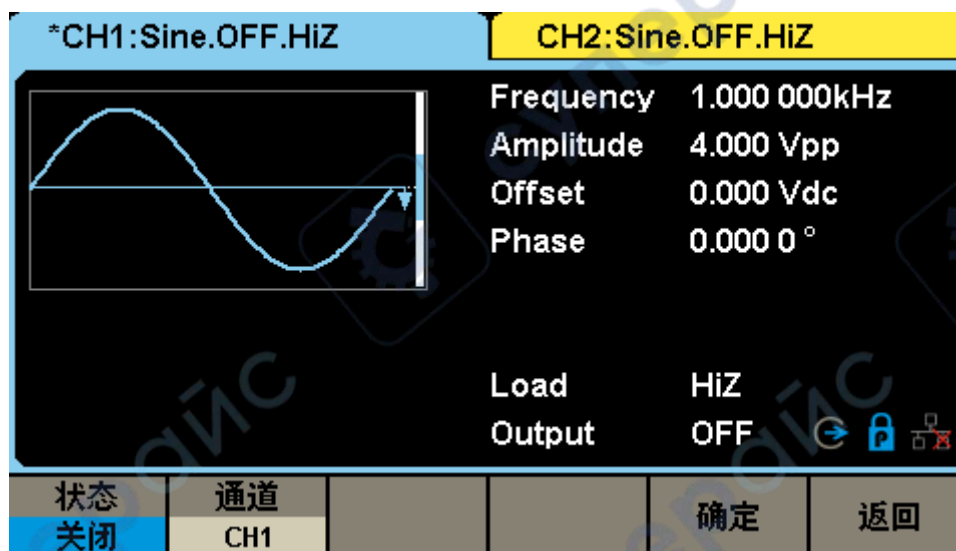 *CH1:Sine.OFF.HiZ CH2:Sine.OFF.HiZ
Frequency 1.000 000kHz
Amplitude 4.000 Vpp
Offset 0.000 Vdc
Phase 0.000 0 °
Load HiZ
Output OFF
状态 通道 确定 返回
关闭 CH1